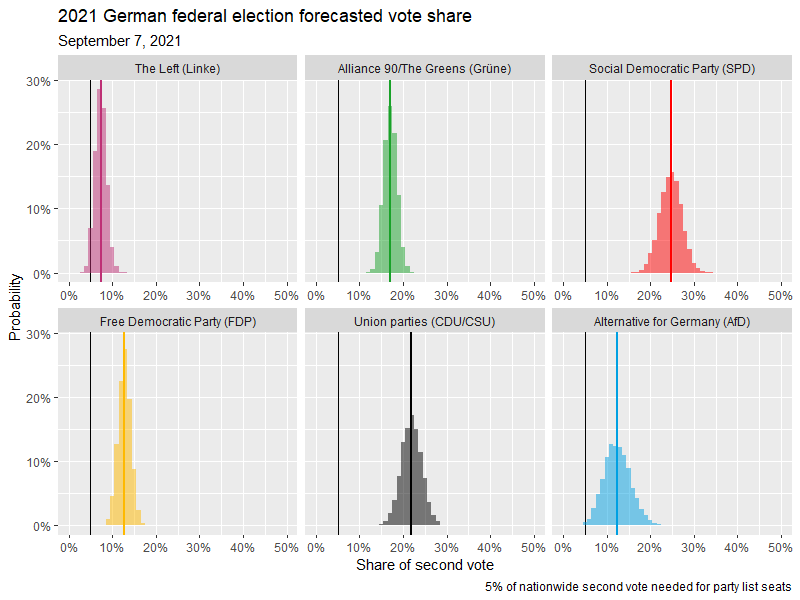 2021 German federal election forecasted vote share
September 7, 2021
The Left (Linke) Alliance 90/The Greens (Grüne) Social Democratic Party (SPD)
30%
20%
10%
0%
0% 10% 20% 30% 40% 50% 0% 10% 20% 30% 40% 50% 0% 10% 20% 30% 40% 50%
Probability
Free Democratic Party (FDP) Union parties (CDU/CSU) Alternative for Germany (AfD)
30%
20%
10%
0%
0% 10% 20% 30% 40% 50% 0% 10% 20% 30% 40% 50% 0% 10% 20% 30% 40% 50%
Share of second vote
5% of nationwide second vote needed for party list seats